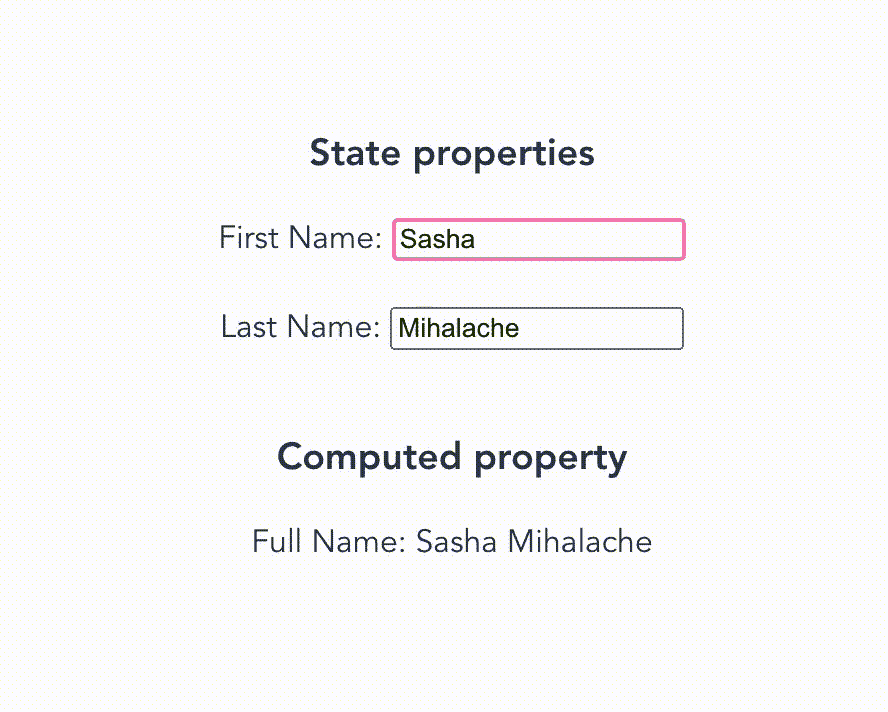 State properties
First Name: Sasha
Last Name: Mihalache
Computed property
Full Name: Sasha Mihalache